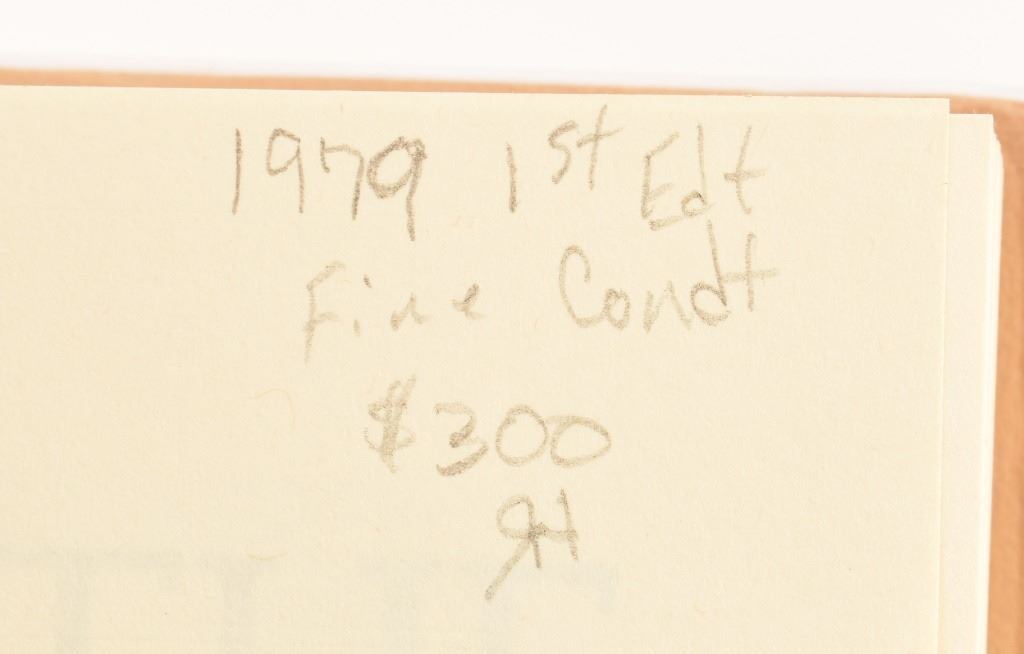 1979 1st Edt
Fine Condt
$300